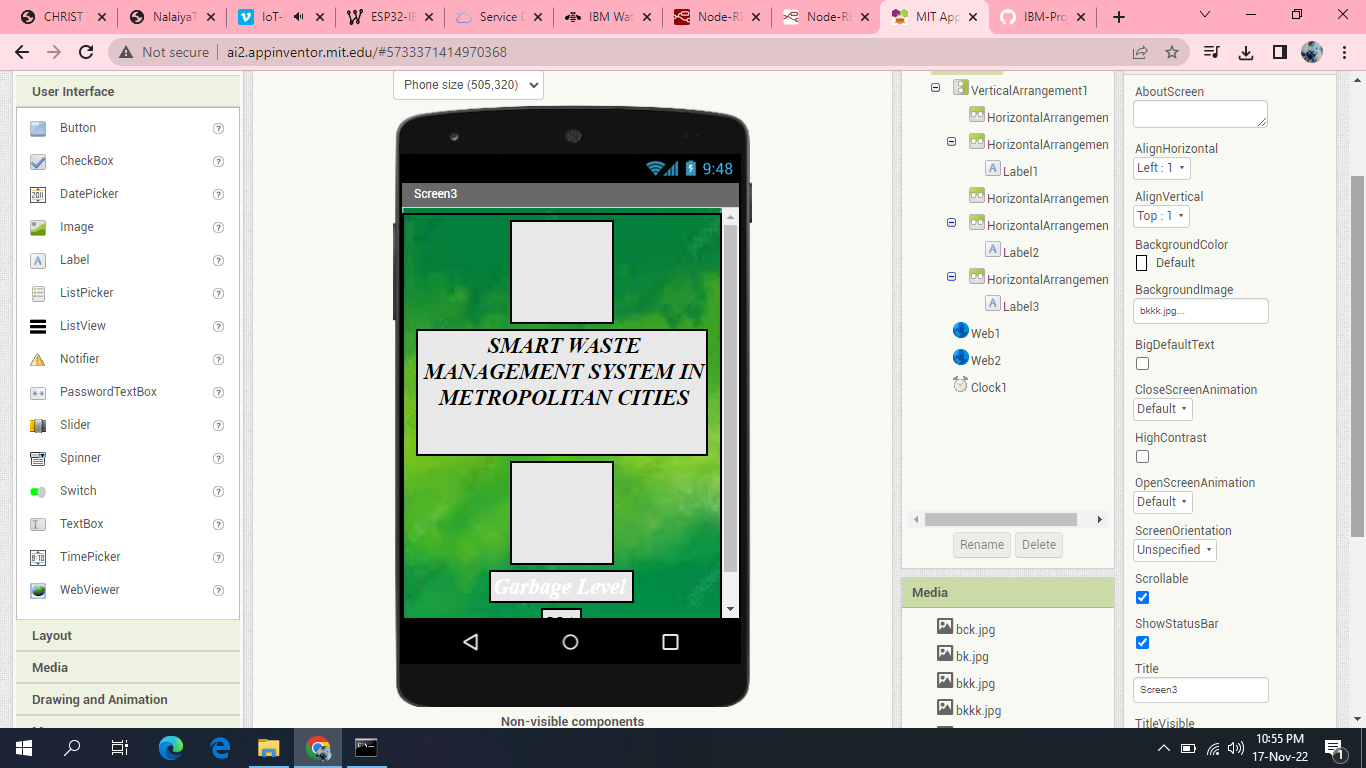 CHRIST
NalaiyaT
IoT-
ESP32-IE
Service D
IBM Wat
Node-RE
Node-RE
MIT App
IBM-Pro
Not secure
ai2.appinventor.mit.edu/#5733371414970368
User Interface
Button
CheckBox
DatePicker
Image
Label
ListPicker
ListView
Notifier
PasswordTextBox
Slider
Spinner
Switch
TextBox
TimePicker
WebViewer
Layout
Media
Drawing and Animation
Phone size (505,320)
9:48
Screen3
SMART WASTE
MANAGEMENT SYSTEM IN
METROPOLITAN CITIES
Garbage Level
Non-visible components
VerticalArrangement1
HorizontalArrangemen
HorizontalArrangemen
Label1
HorizontalArrangemen
HorizontalArrangemen
Label2
HorizontalArrangemen
Label3
Web1
Web2
Clock1
Rename
Delete
Media
bck.jpg
bk.jpg
bkk.jpg
bkkk.jpg
AboutScreen
AlignHorizontal
Left : 1
AlignVertical
Top : 1
BackgroundColor
Default
BackgroundImage
bkkk.jpg...
BigDefaultText
CloseScreenAnimation
Default
HighContrast
OpenScreenAnimation
Default
ScreenOrientation
Unspecified
Scrollable
ShowStatusBar
Title
Screen3
TitleVisible
10:55 PM
17-Nov-22
1